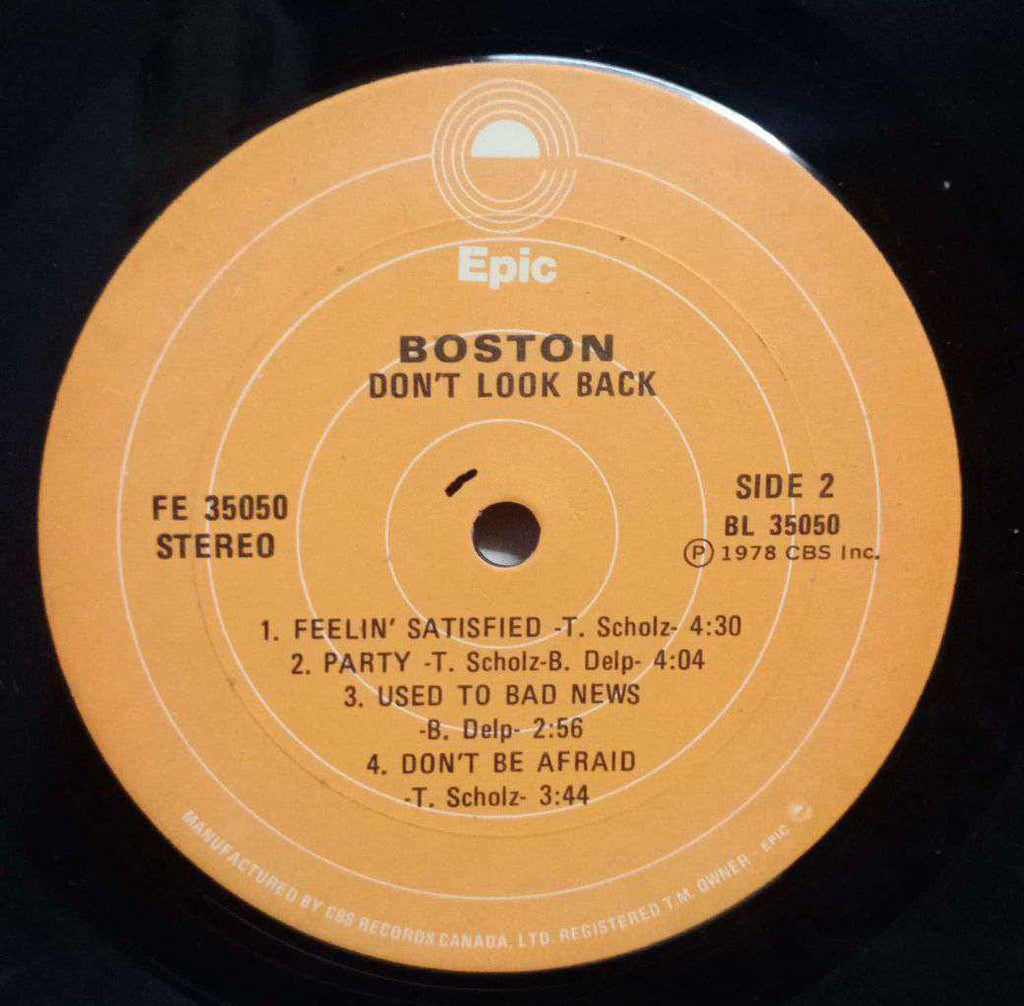 Epic
BOSTON
DON'T LOOK BACK
FE 35050
STEREO
SIDE 2
BL 35050
Ⓟ 1978 CBS Inc.
1. FEELIN' SATISFIED -T. Scholz- 4:30
2. PARTY -T. Scholz-B. Delp- 4:04
3. USED TO BAD NEWS
-B. Delp- 2:56
4. DON'T BE AFRAID
-T. Scholz- 3:44
MANUFACTURED BY CBS RECORDS CANADA, LTD. REGISTERED T.M. OWNER - EPIC